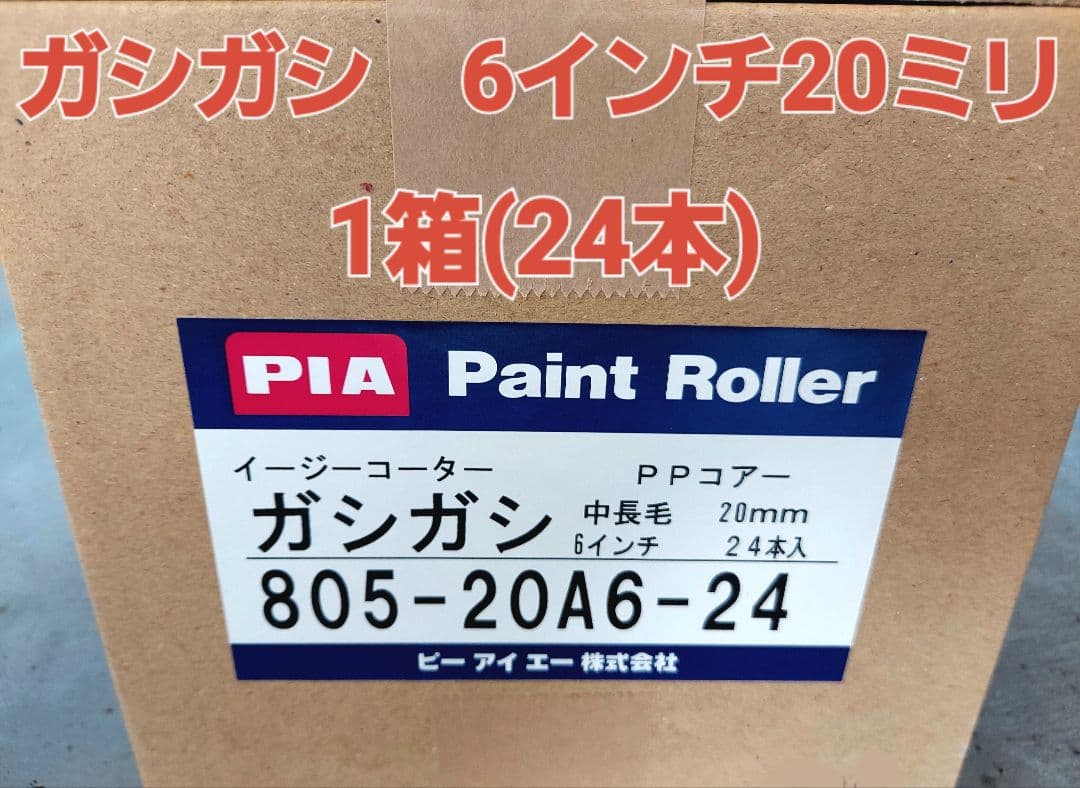 ガシガシ　6インチ20ミリ
1箱(24本)
PIA Paint Roller
イージーコーター　ＰＰコアー
ガシガシ 中長毛 20mm
6インチ ２４本入
805-20A6-24
ピーアイエー株式会社